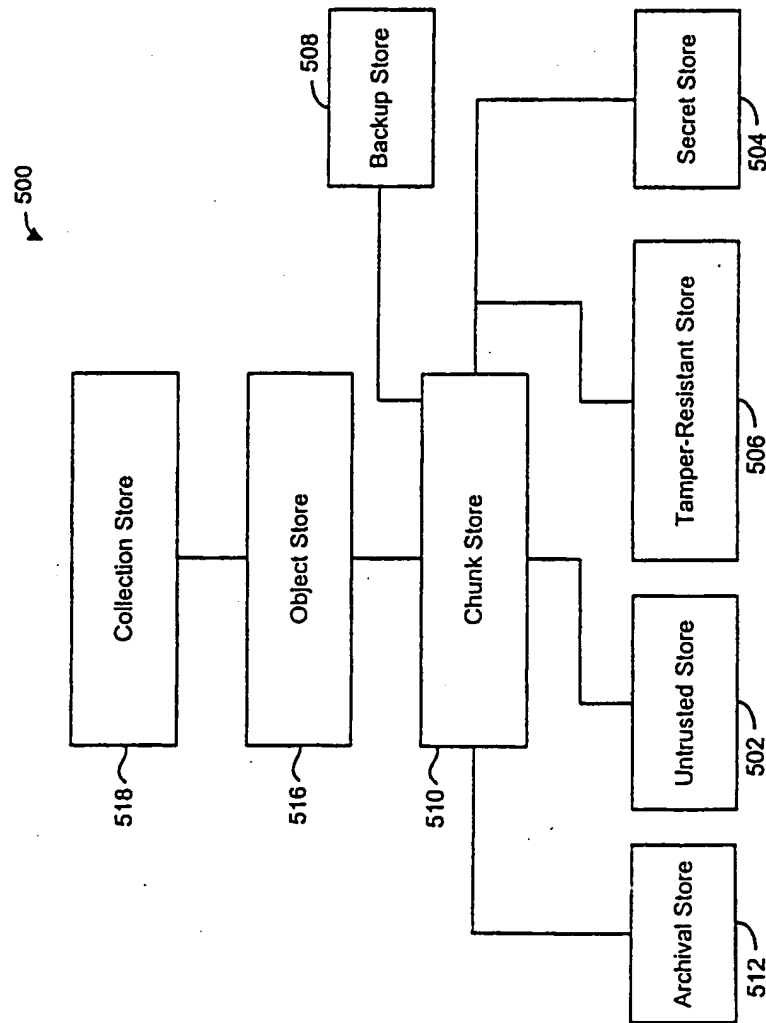 500
Collection Store
518
Object Store
516
Backup Store
508
Chunk Store
510
Archival Store
512
Untrusted Store
502
Tamper-Resistant Store
506
Secret Store
504